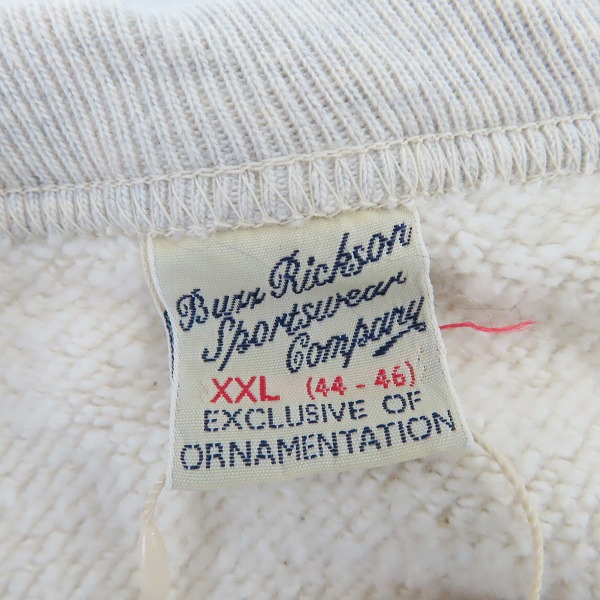 Buzz Rickson
Sportswear
Company
XXL (44 - 46)
EXCLUSIVE OF
ORNAMENTATION